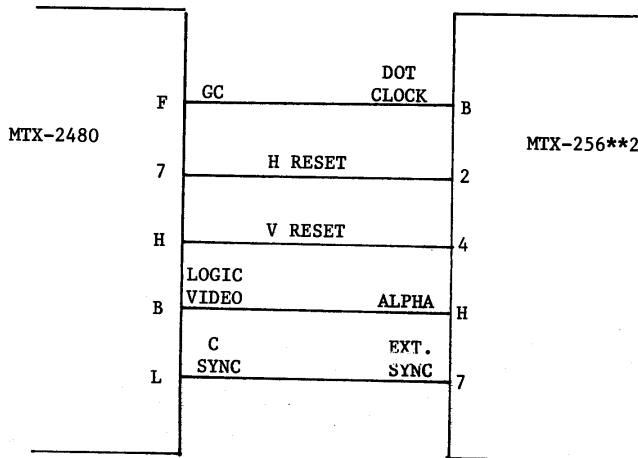 DOT
GC CLOCK
F B
MTX-2480 MTX-256**2
H RESET
7 2
V RESET
H 4
LOGIC
VIDEO ALPHA
B H
C EXT.
SYNC SYNC
L 7